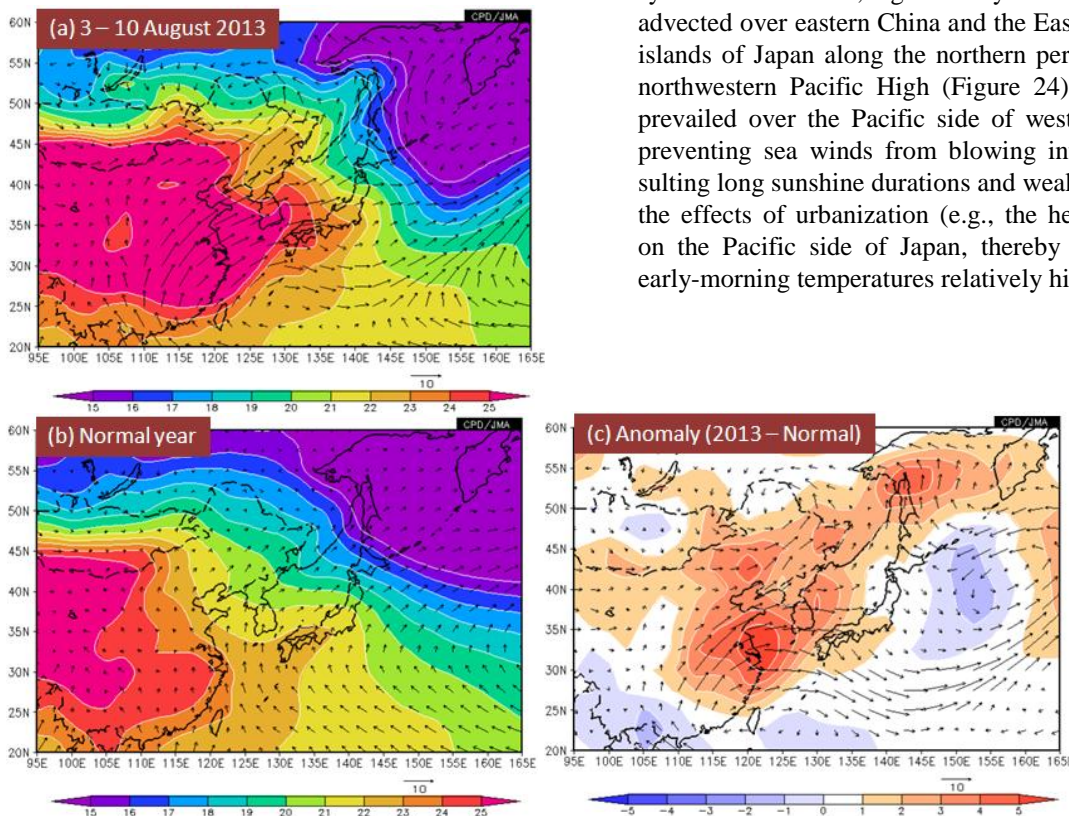 advected over eastern China and the Eas
islands of Japan along the northern per
northwestern Pacific High (Figure 24)
prevailed over the Pacific side of west
preventing sea winds from blowing in
sulting long sunshine durations and weal
the effects of urbanization (e.g., the he
on the Pacific side of Japan, thereby
early-morning temperatures relatively hi
(a) 3 – 10 August 2013
CPD/JMA
60N
55N
50N
45N
40N
35N
30N
25N
20N
95E 100E 105E 110E 115E 120E 125E 130E 135E 140E 145E 150E 155E 160E 165E
10
15 16 17 18 19 20 21 22 23 24 25
(b) Normal year
CPD/JMA
60N
55N
50N
45N
40N
35N
30N
25N
20N
95E 100E 105E 110E 115E 120E 125E 130E 135E 140E 145E 150E 155E 160E 165E
10
15 16 17 18 19 20 21 22 23 24 25
(c) Anomaly (2013 – Normal)
CPD/JMA
60N
55N
50N
45N
40N
35N
30N
25N
20N
95E 100E 105E 110E 115E 120E 125E 130E 135E 140E 145E 150E 155E 160E 165E
10
-5 -4 -3 -2 -1 0 1 2 3 4 5